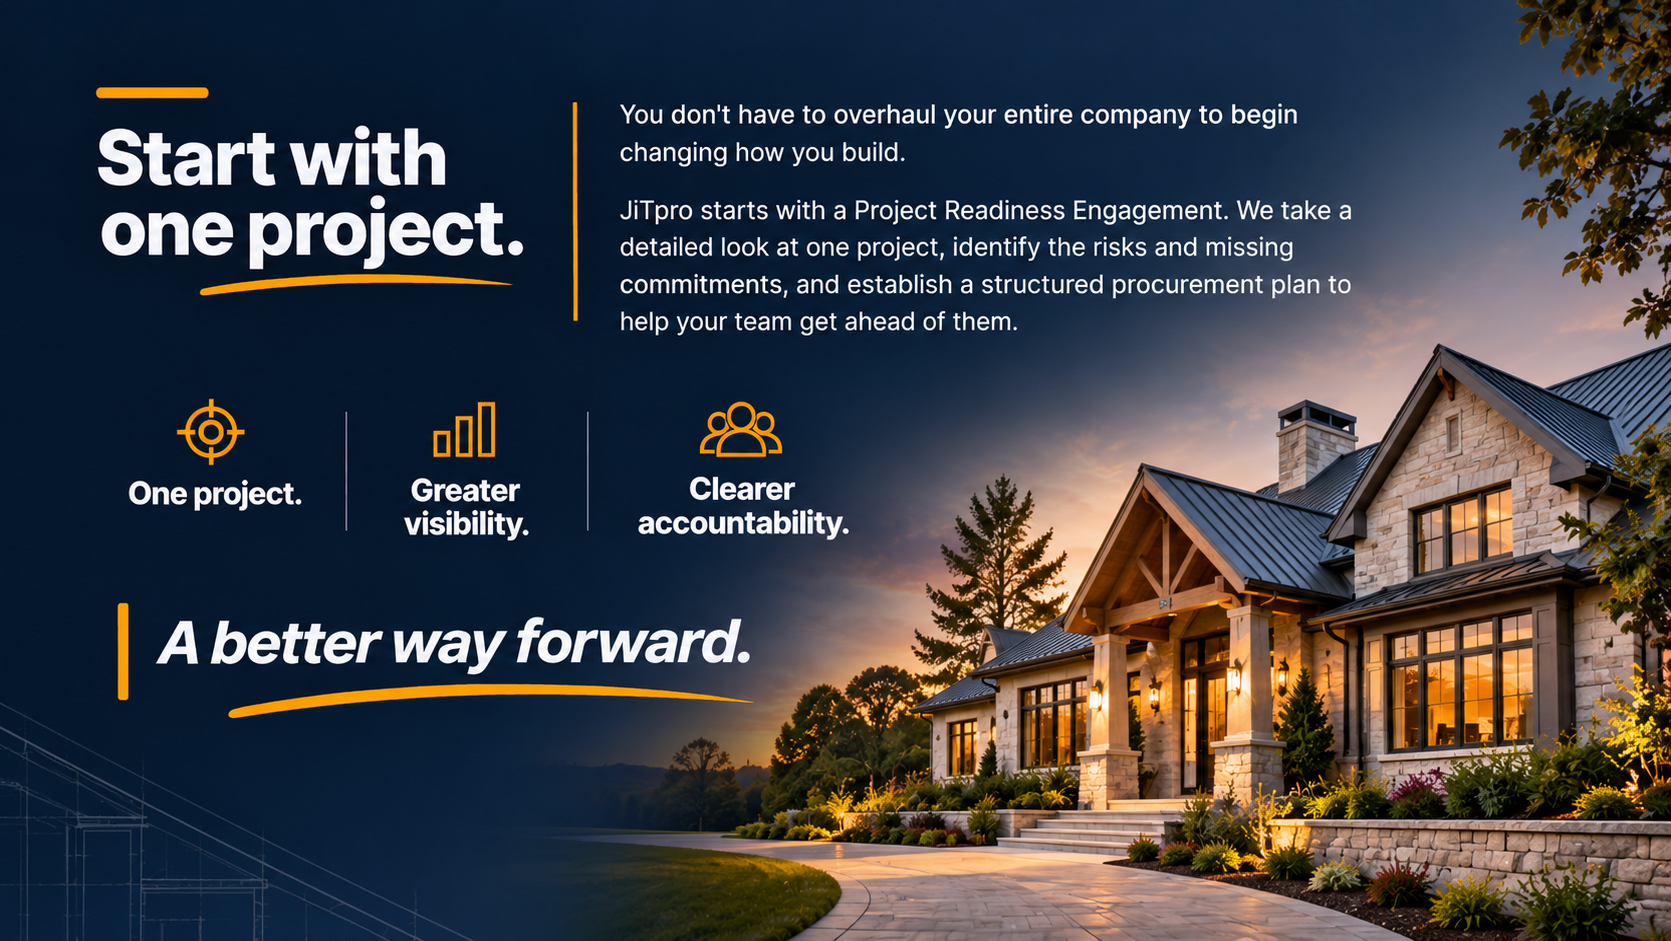 Start with
one project.
You don't have to overhaul your entire company to begin
changing how you build.
JiTpro starts with a Project Readiness Engagement. We take a
detailed look at one project, identify the risks and missing
commitments, and establish a structured procurement plan to
help your team get ahead of them.
One project.
Greater
visibility.
Clearer
accountability.
A better way forward.